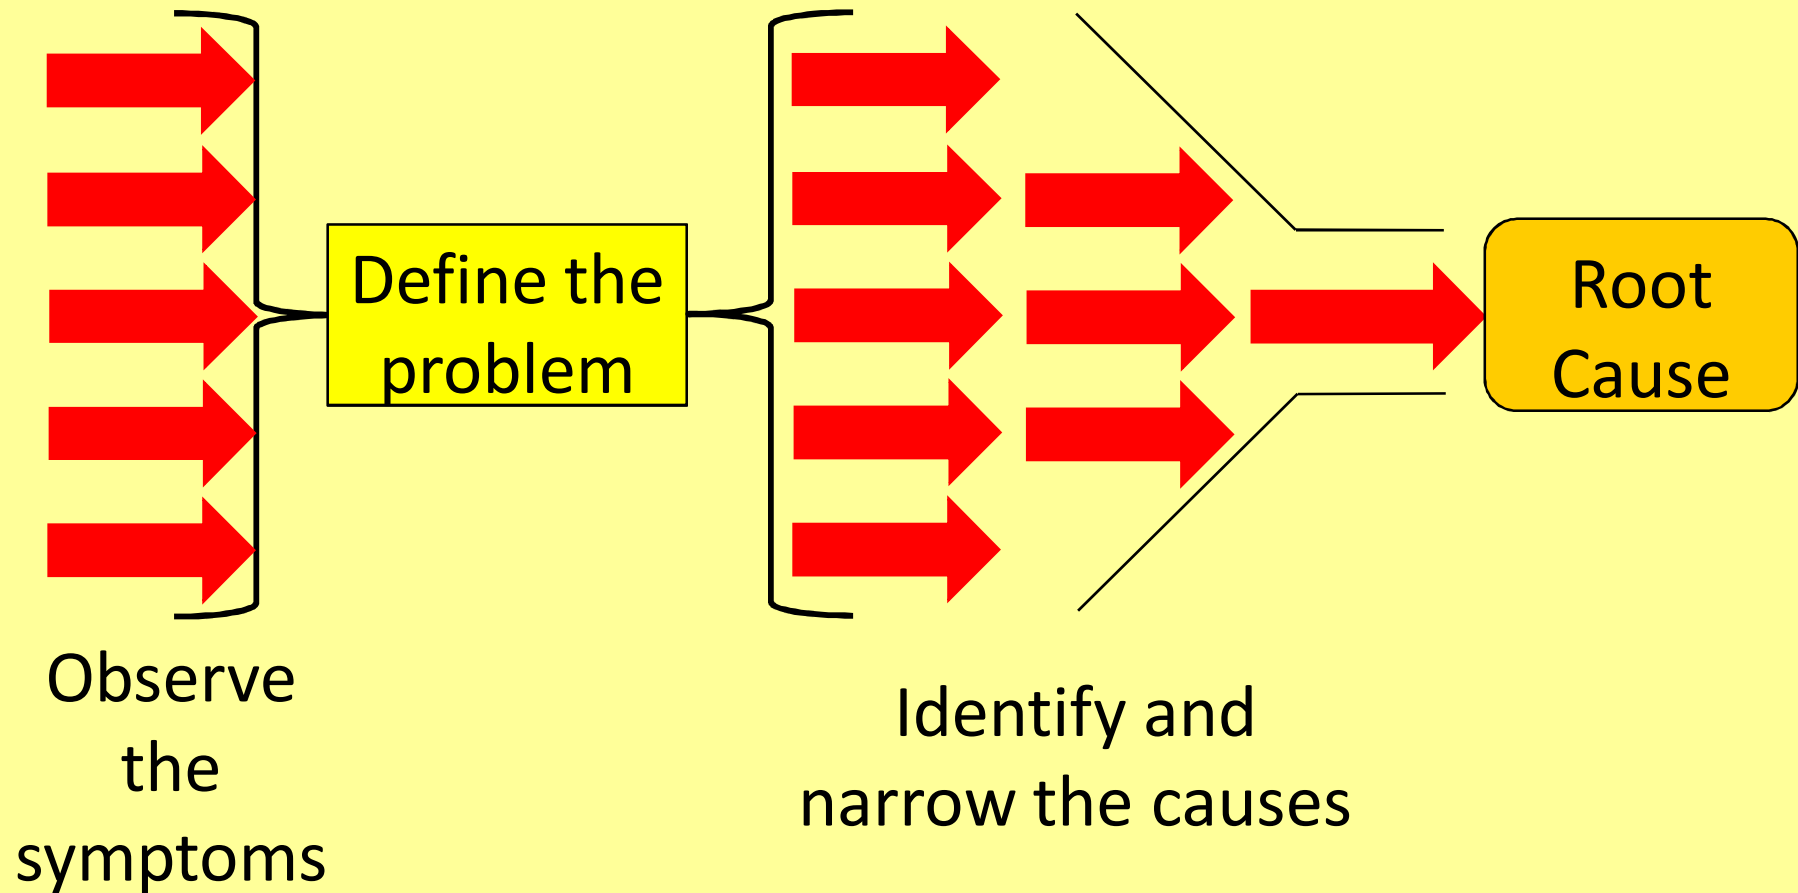 Define the
problem
Root
Cause
Observe
the
symptoms
Identify and
narrow the causes